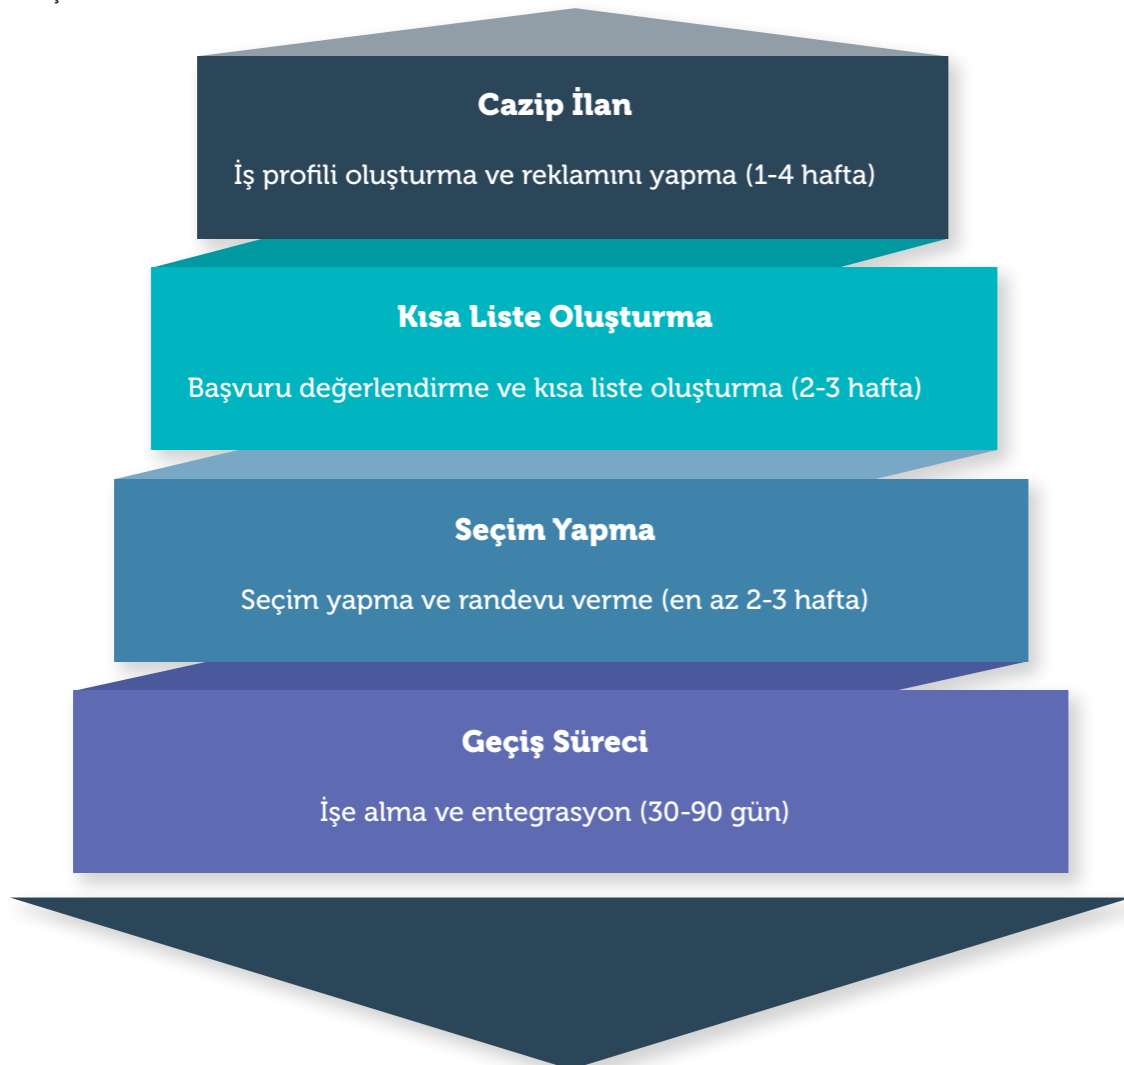 Cazip İlan
İş profili oluşturma ve reklamını yapma (1-4 hafta)
Kısa Liste Oluşturma
Başvuru değerlendirme ve kısa liste oluşturma (2-3 hafta)
Seçim Yapma
Seçim yapma ve randevu verme (en az 2-3 hafta)
Geçiş Süreci
İşe alma ve entegrasyon (30-90 gün)